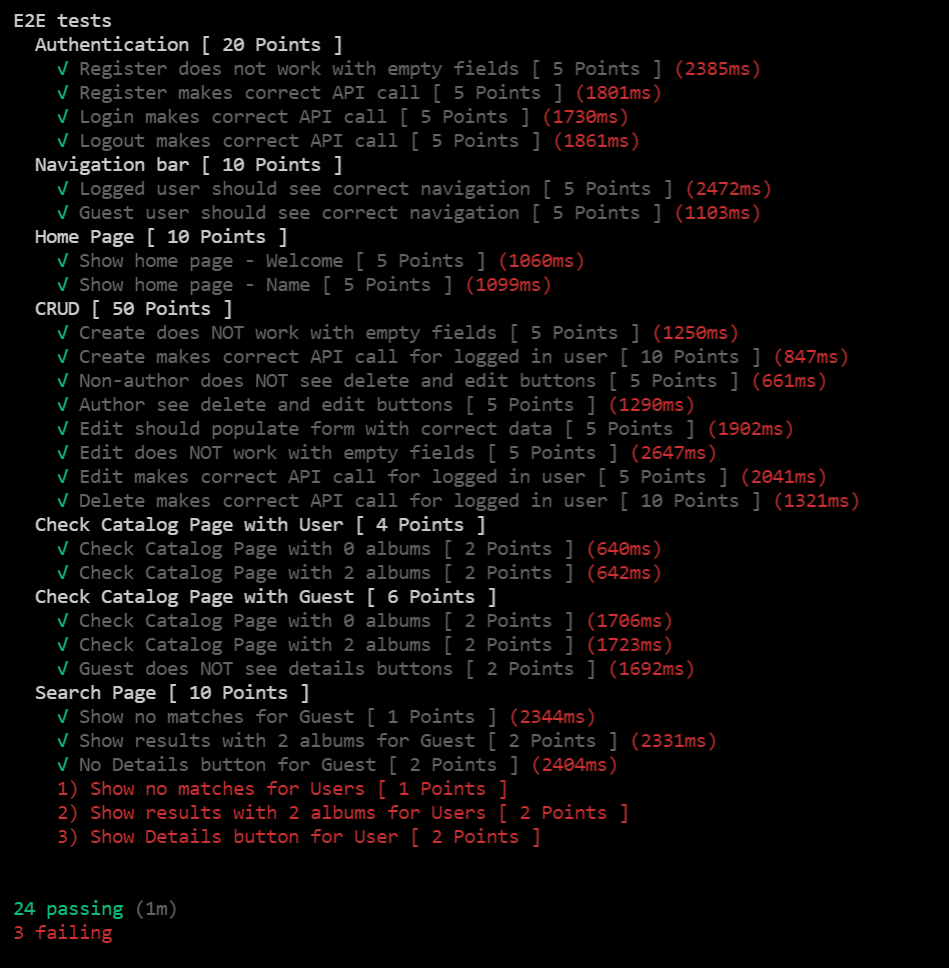 E2E tests
Authentication [ 20 Points ]
√ Register does not work with empty fields [ 5 Points ] (2385ms)
√ Register makes correct API call [ 5 Points ] (1801ms)
√ Login makes correct API call [ 5 Points ] (1730ms)
√ Logout makes correct API call [ 5 Points ] (1861ms)
Navigation bar [ 10 Points ]
√ Logged user should see correct navigation [ 5 Points ] (2472ms)
√ Guest user should see correct navigation [ 5 Points ] (1103ms)
Home Page [ 10 Points ]
√ Show home page - Welcome [ 5 Points ] (1060ms)
√ Show home page - Name [ 5 Points ] (1099ms)
CRUD [ 50 Points ]
√ Create does NOT work with empty fields [ 5 Points ] (1250ms)
√ Create makes correct API call for logged in user [ 10 Points ] (847ms)
√ Non-author does NOT see delete and edit buttons [ 5 Points ] (661ms)
√ Author see delete and edit buttons [ 5 Points ] (1290ms)
√ Edit should populate form with correct data [ 5 Points ] (1902ms)
√ Edit does NOT work with empty fields [ 5 Points ] (2647ms)
√ Edit makes correct API call for logged in user [ 5 Points ] (2041ms)
√ Delete makes correct API call for logged in user [ 10 Points ] (1321ms)
Check Catalog Page with User [ 4 Points ]
√ Check Catalog Page with 0 albums [ 2 Points ] (640ms)
√ Check Catalog Page with 2 albums [ 2 Points ] (642ms)
Check Catalog Page with Guest [ 6 Points ]
√ Check Catalog Page with 0 albums [ 2 Points ] (1706ms)
√ Check Catalog Page with 2 albums [ 2 Points ] (1723ms)
√ Guest does NOT see details buttons [ 2 Points ] (1692ms)
Search Page [ 10 Points ]
√ Show no matches for Guest [ 1 Points ] (2344ms)
√ Show results with 2 albums for Guest [ 2 Points ] (2331ms)
√ No Details button for Guest [ 2 Points ] (2404ms)
1) Show no matches for Users [ 1 Points ]
2) Show results with 2 albums for Users [ 2 Points ]
3) Show Details button for User [ 2 Points ]
24 passing (1m)
3 failing